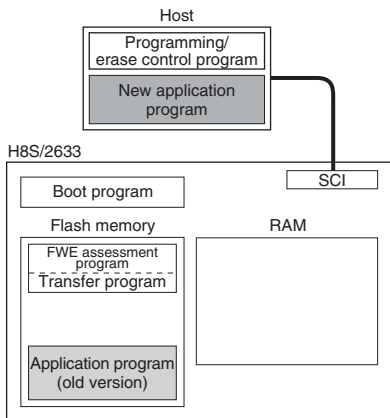 Host
Programming/
erase control program
New application
program
H8S/2633
SCI
Boot program
Flash memory
RAM
FWE assessment
program
Transfer program
Application program
(old version)